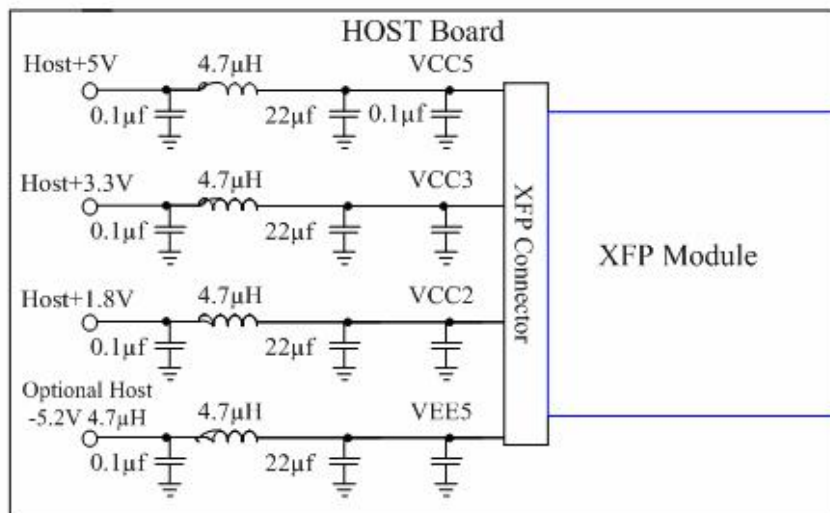 HOST Board
Host+5V
4.7µH
VCC5
0.1µf
22µf
0.1µf
Host+3.3V
4.7µH
VCC3
0.1µf
22µf
Host+1.8V
4.7µH
VCC2
0.1µf
22µf
Optional Host
-5.2V 4.7µH
4.7µH
VEE5
0.1µf
22µf
XFP Connector
XFP Module